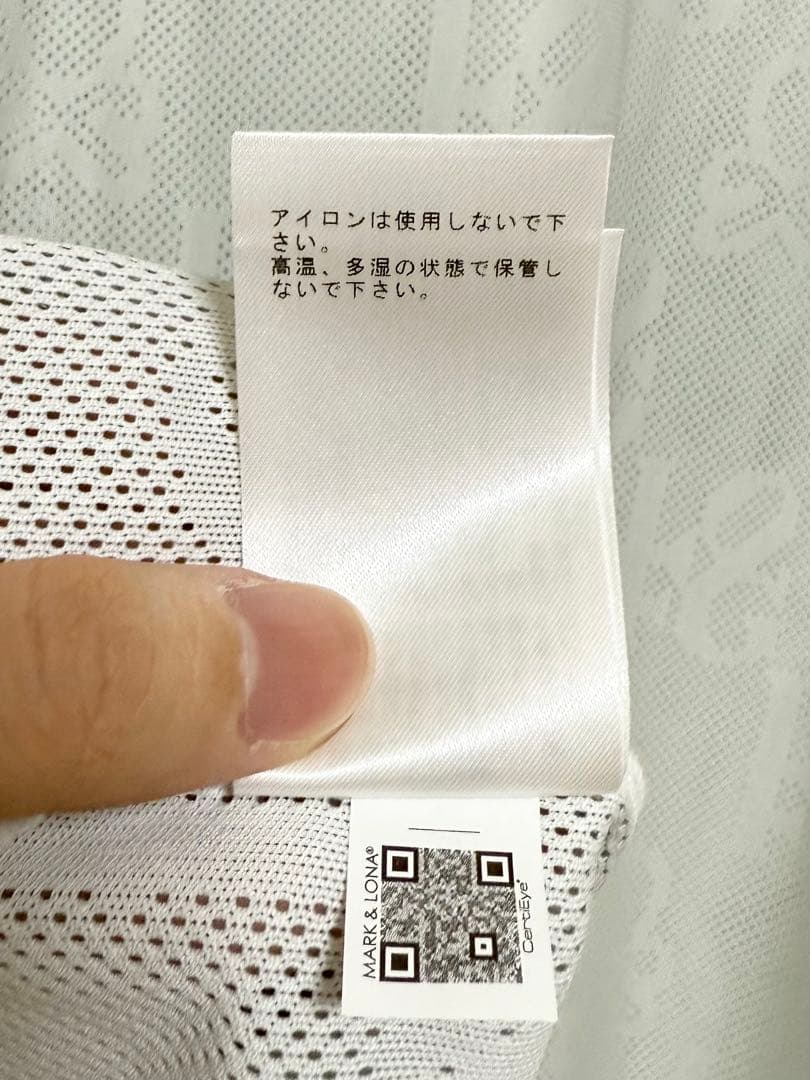 アイロンは使用しないで下
さい。
高温、多湿の状態で保管し
ないで下さい。
MARK & LONA®
CertiEye®